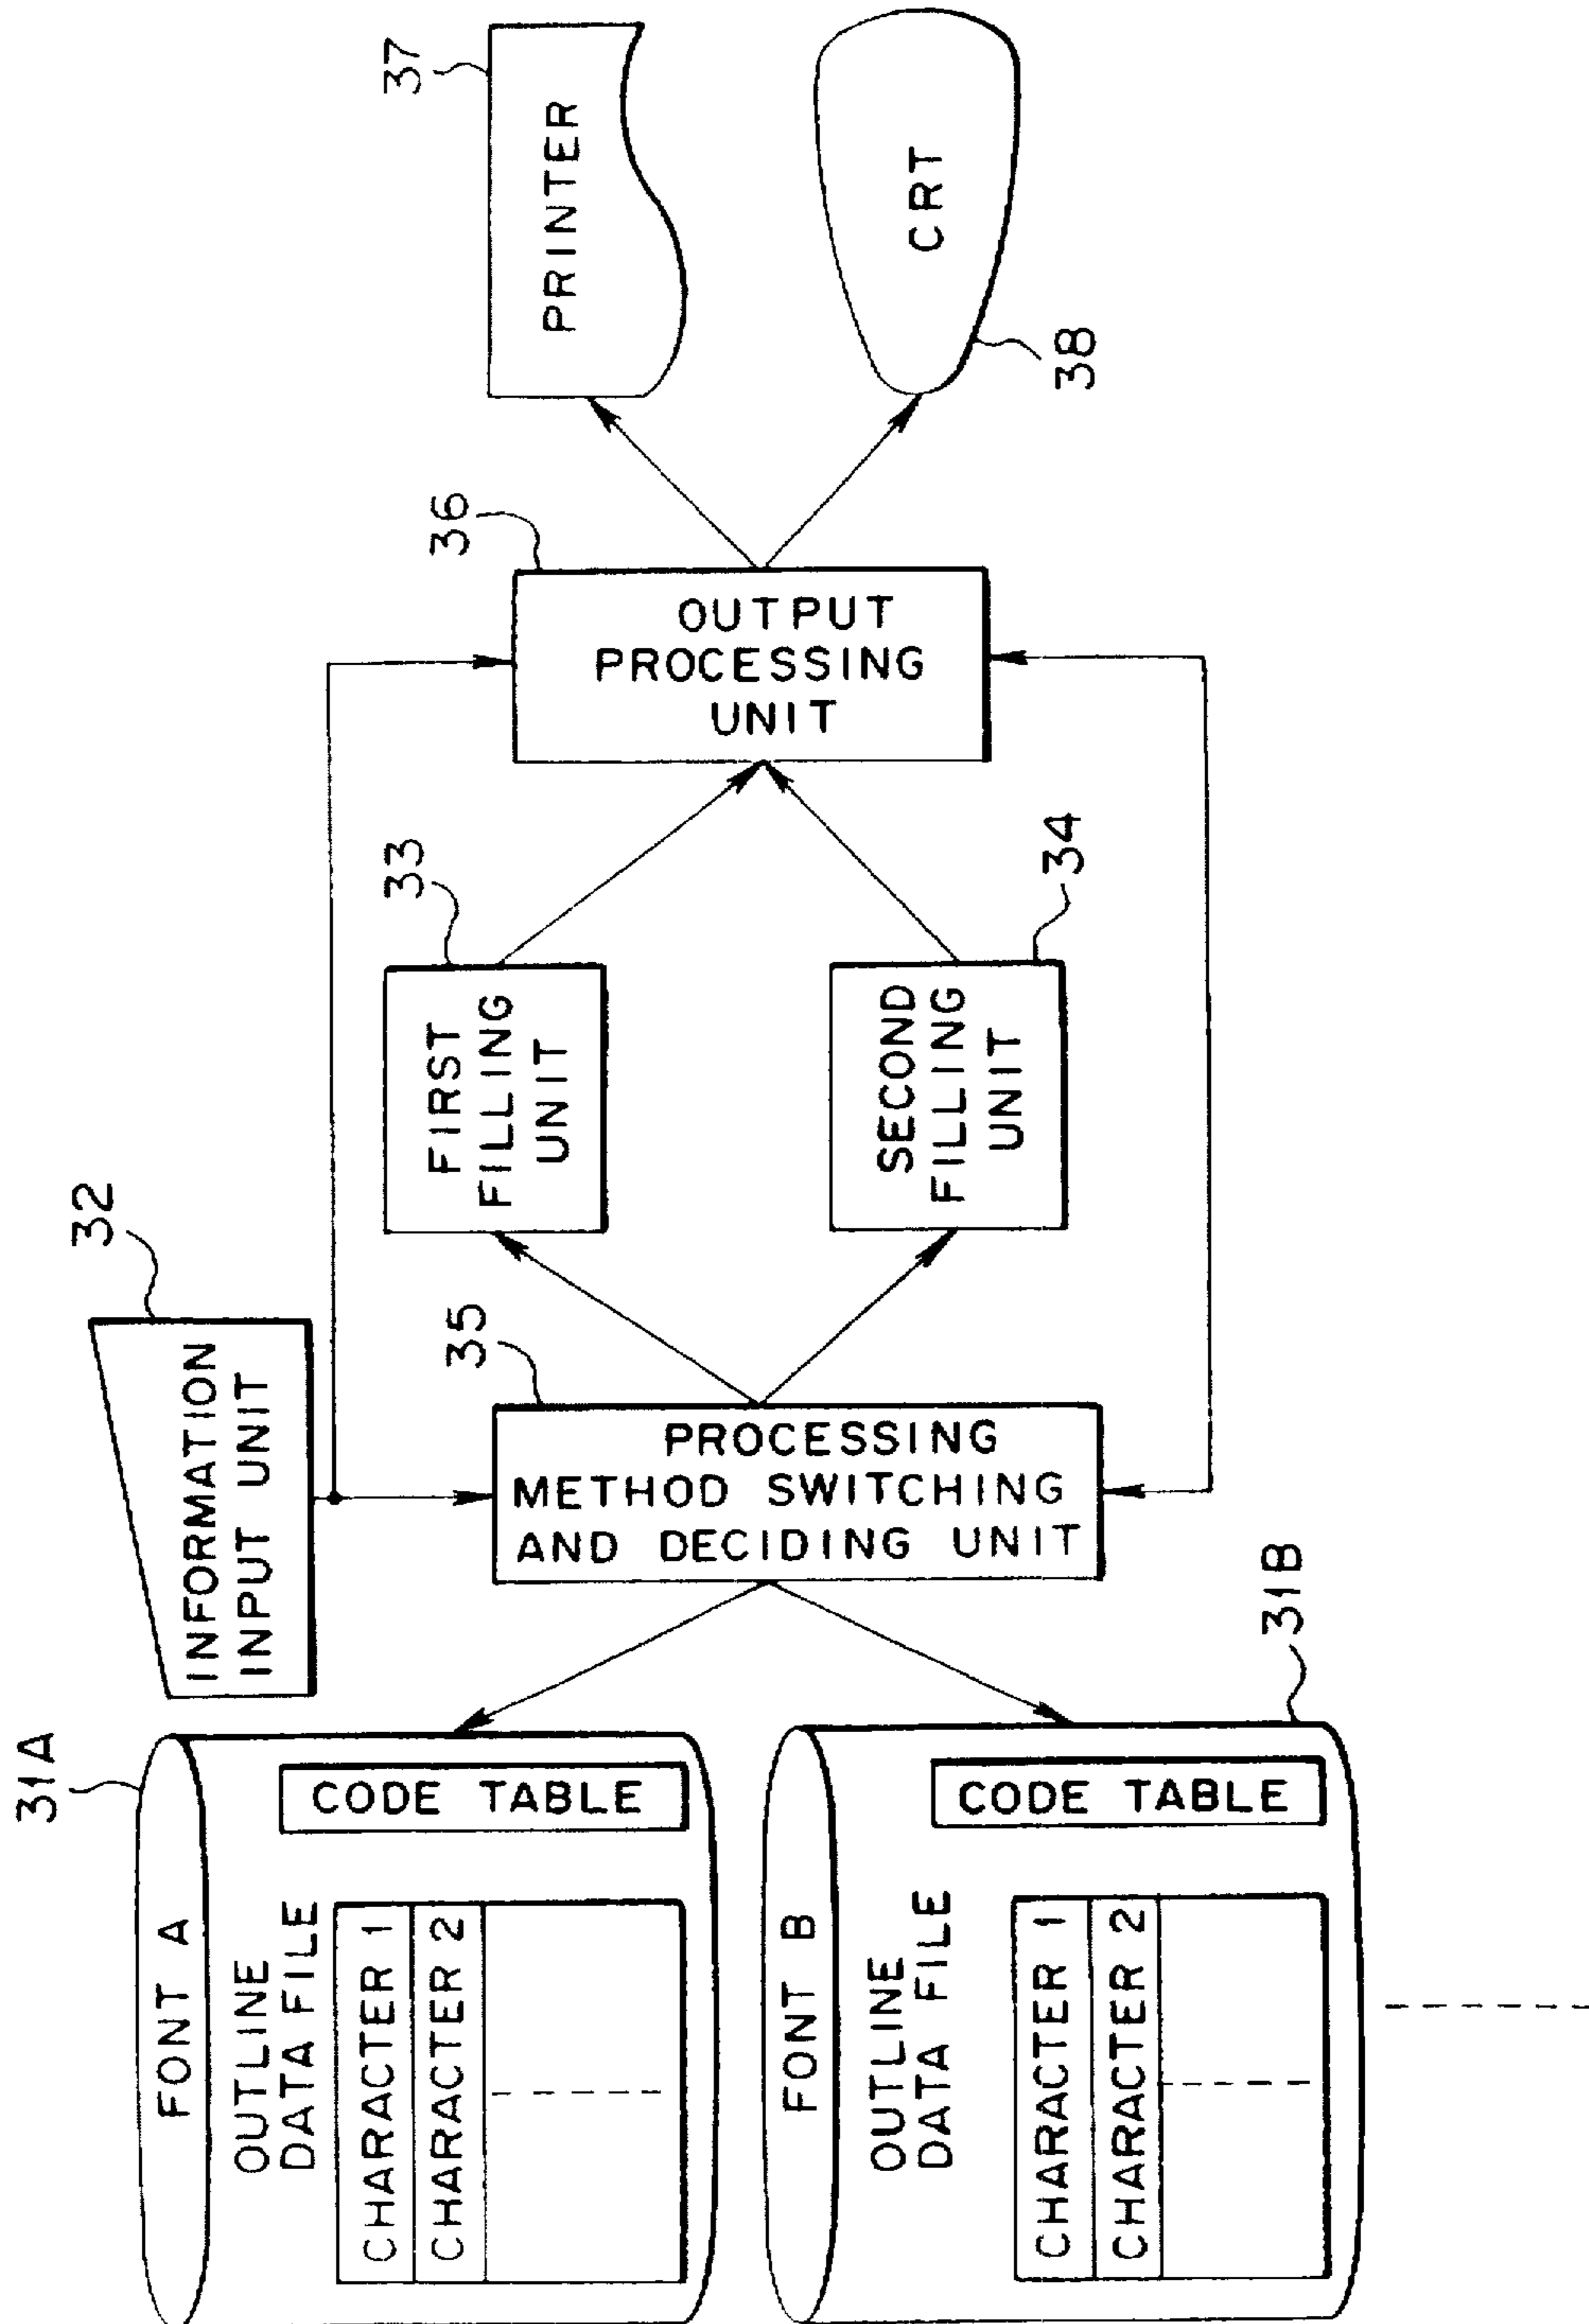 31A
FONT A
OUTLINE
DATA FILE
CHARACTER 1
CHARACTER 2
CODE TABLE
FONT B
OUTLINE
DATA FILE
CHARACTER 1
CHARACTER 2
CODE TABLE
31B
INFORMATION
INPUT UNIT
32
35
PROCESSING
METHOD SWITCHING
AND DECIDING UNIT
33
FIRST
FILLING
UNIT
SECOND
FILLING
UNIT
34
36
OUTPUT
PROCESSING
UNIT
37
PRINTER
CRT
38